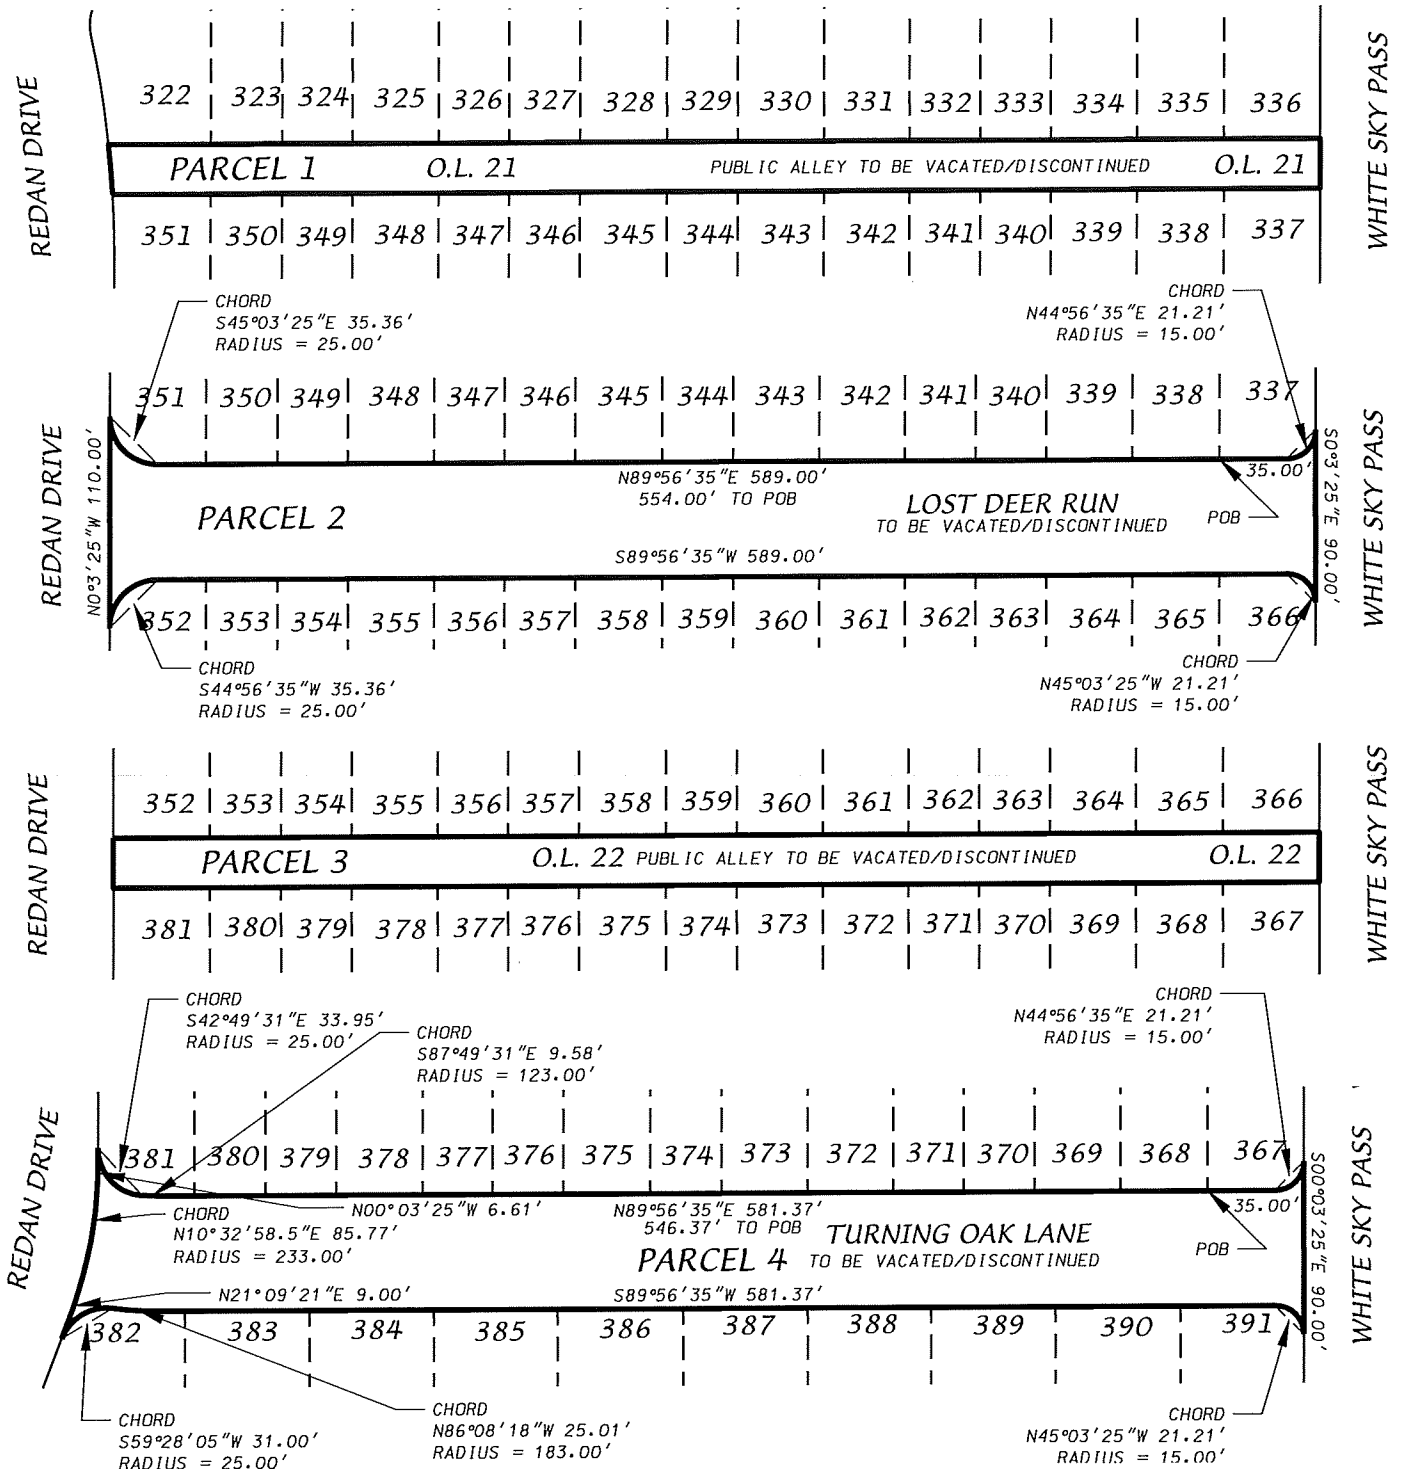 322 323 324 325 326 327 328 329 330 331 332 333 334 335 336
REDAN DRIVE
WHITE SKY PASS
PARCEL 1 O.L. 21 PUBLIC ALLEY TO BE VACATED/DISCONTINUED O.L. 21
351 350 349 348 347 346 345 344 343 342 341 340 339 338 337
CHORD
S45°03'25"E 35.36'
RADIUS = 25.00'
CHORD
N44°56'35"E 21.21'
RADIUS = 15.00'
351 350 349 348 347 346 345 344 343 342 341 340 339 338 337
REDAN DRIVE
N0°3'25"W 110.00'
S0°3'25"E 90.00'
WHITE SKY PASS
N89°56'35"E 589.00'
554.00' TO POB
35.00'
POB
PARCEL 2
LOST DEER RUN
TO BE VACATED/DISCONTINUED
S89°56'35"W 589.00'
352 353 354 355 356 357 358 359 360 361 362 363 364 365 366
CHORD
S44°56'35"W 35.36'
RADIUS = 25.00'
CHORD
N45°03'25"W 21.21'
RADIUS = 15.00'
352 353 354 355 356 357 358 359 360 361 362 363 364 365 366
REDAN DRIVE
WHITE SKY PASS
PARCEL 3 O.L. 22 PUBLIC ALLEY TO BE VACATED/DISCONTINUED O.L. 22
381 380 379 378 377 376 375 374 373 372 371 370 369 368 367
CHORD
S42°49'31"E 33.95'
RADIUS = 25.00'
CHORD
S87°49'31"E 9.58'
RADIUS = 123.00'
CHORD
N44°56'35"E 21.21'
RADIUS = 15.00'
381 380 379 378 377 376 375 374 373 372 371 370 369 368 367
REDAN DRIVE
S00°03'25"E 90.00'
WHITE SKY PASS
N00°03'25"W 6.61'
N89°56'35"E 581.37'
546.37' TO POB
35.00'
POB
CHORD
N10°32'58.5"E 85.77'
RADIUS = 233.00'
TURNING OAK LANE
PARCEL 4 TO BE VACATED/DISCONTINUED
N21°09'21"E 9.00'
S89°56'35"W 581.37'
382 383 384 385 386 387 388 389 390 391
CHORD
S59°28'05"W 31.00'
RADIUS = 25.00'
CHORD
N86°08'18"W 25.01'
RADIUS = 183.00'
CHORD
N45°03'25"W 21.21'
RADIUS = 15.00'